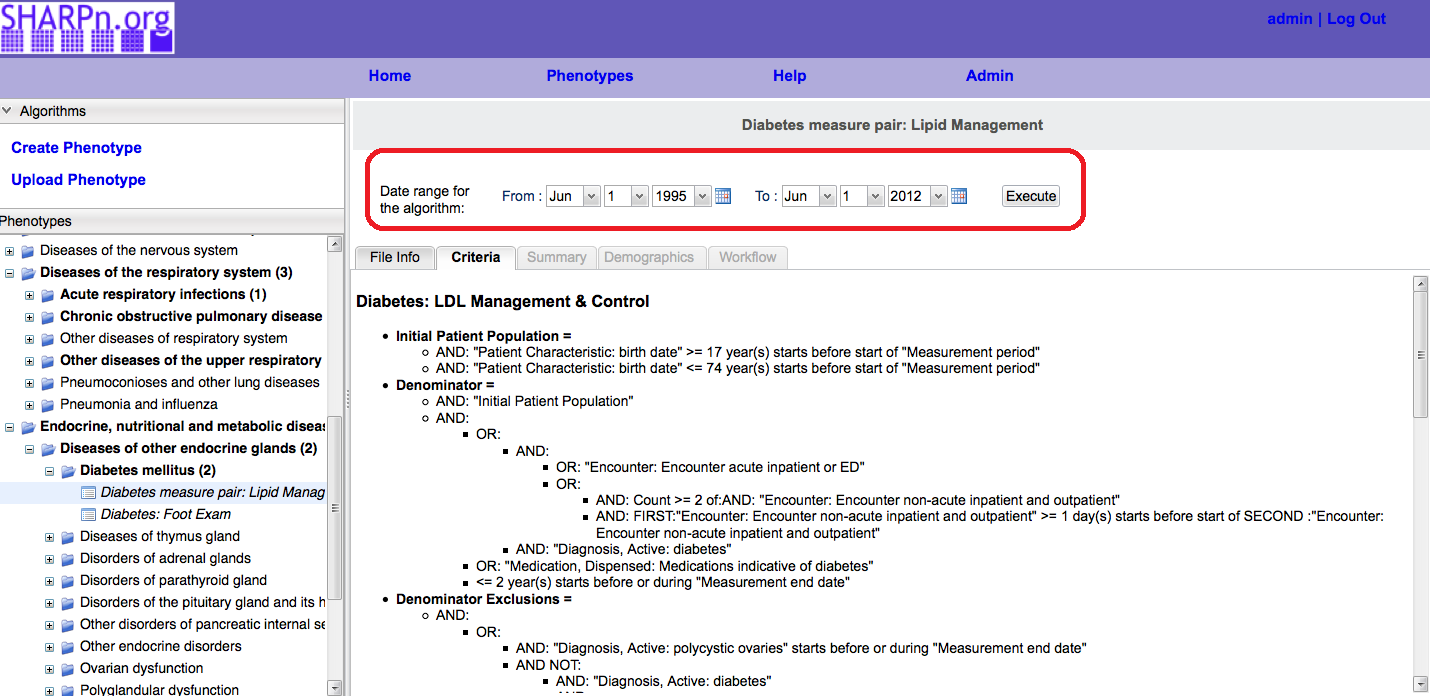 SHARPn.org
admin | Log Out
Home Phenotypes Help Admin
Algorithms
Create Phenotype
Upload Phenotype
Phenotypes
Diseases of the nervous system
Diseases of the respiratory system (3)
Acute respiratory infections (1)
Chronic obstructive pulmonary disease
Other diseases of respiratory system
Other diseases of the upper respiratory
Pneumoconioses and other lung diseases
Pneumonia and influenza
Endocrine, nutritional and metabolic diseas
Diseases of other endocrine glands (2)
Diabetes mellitus (2)
Diabetes measure pair: Lipid Manag
Diabetes: Foot Exam
Diseases of thymus gland
Disorders of adrenal glands
Disorders of parathyroid gland
Disorders of the pituitary gland and its h
Other disorders of pancreatic internal se
Other endocrine disorders
Ovarian dysfunction
Polyglandular dysfunction
Diabetes measure pair: Lipid Management
Date range for
the algorithm:
From : Jun 1 1995 To : Jun 1 2012 Execute
File Info Criteria Summary Demographics Workflow
Diabetes: LDL Management & Control
Initial Patient Population =
AND: "Patient Characteristic: birth date" >= 17 year(s) starts before start of "Measurement period"
AND: "Patient Characteristic: birth date" <= 74 year(s) starts before start of "Measurement period"
Denominator =
AND: "Initial Patient Population"
AND:
OR:
AND:
OR: "Encounter: Encounter acute inpatient or ED"
OR:
AND: Count >= 2 of:AND: "Encounter: Encounter non-acute inpatient and outpatient"
AND: FIRST:"Encounter: Encounter non-acute inpatient and outpatient" >= 1 day(s) starts before start of SECOND :"Encounter:
Encounter non-acute inpatient and outpatient"
AND: "Diagnosis, Active: diabetes"
OR: "Medication, Dispensed: Medications indicative of diabetes"
<= 2 year(s) starts before or during "Measurement end date"
Denominator Exclusions =
AND:
OR:
AND: "Diagnosis, Active: polycystic ovaries" starts before or during "Measurement end date"
AND NOT:
AND: "Diagnosis, Active: diabetes"